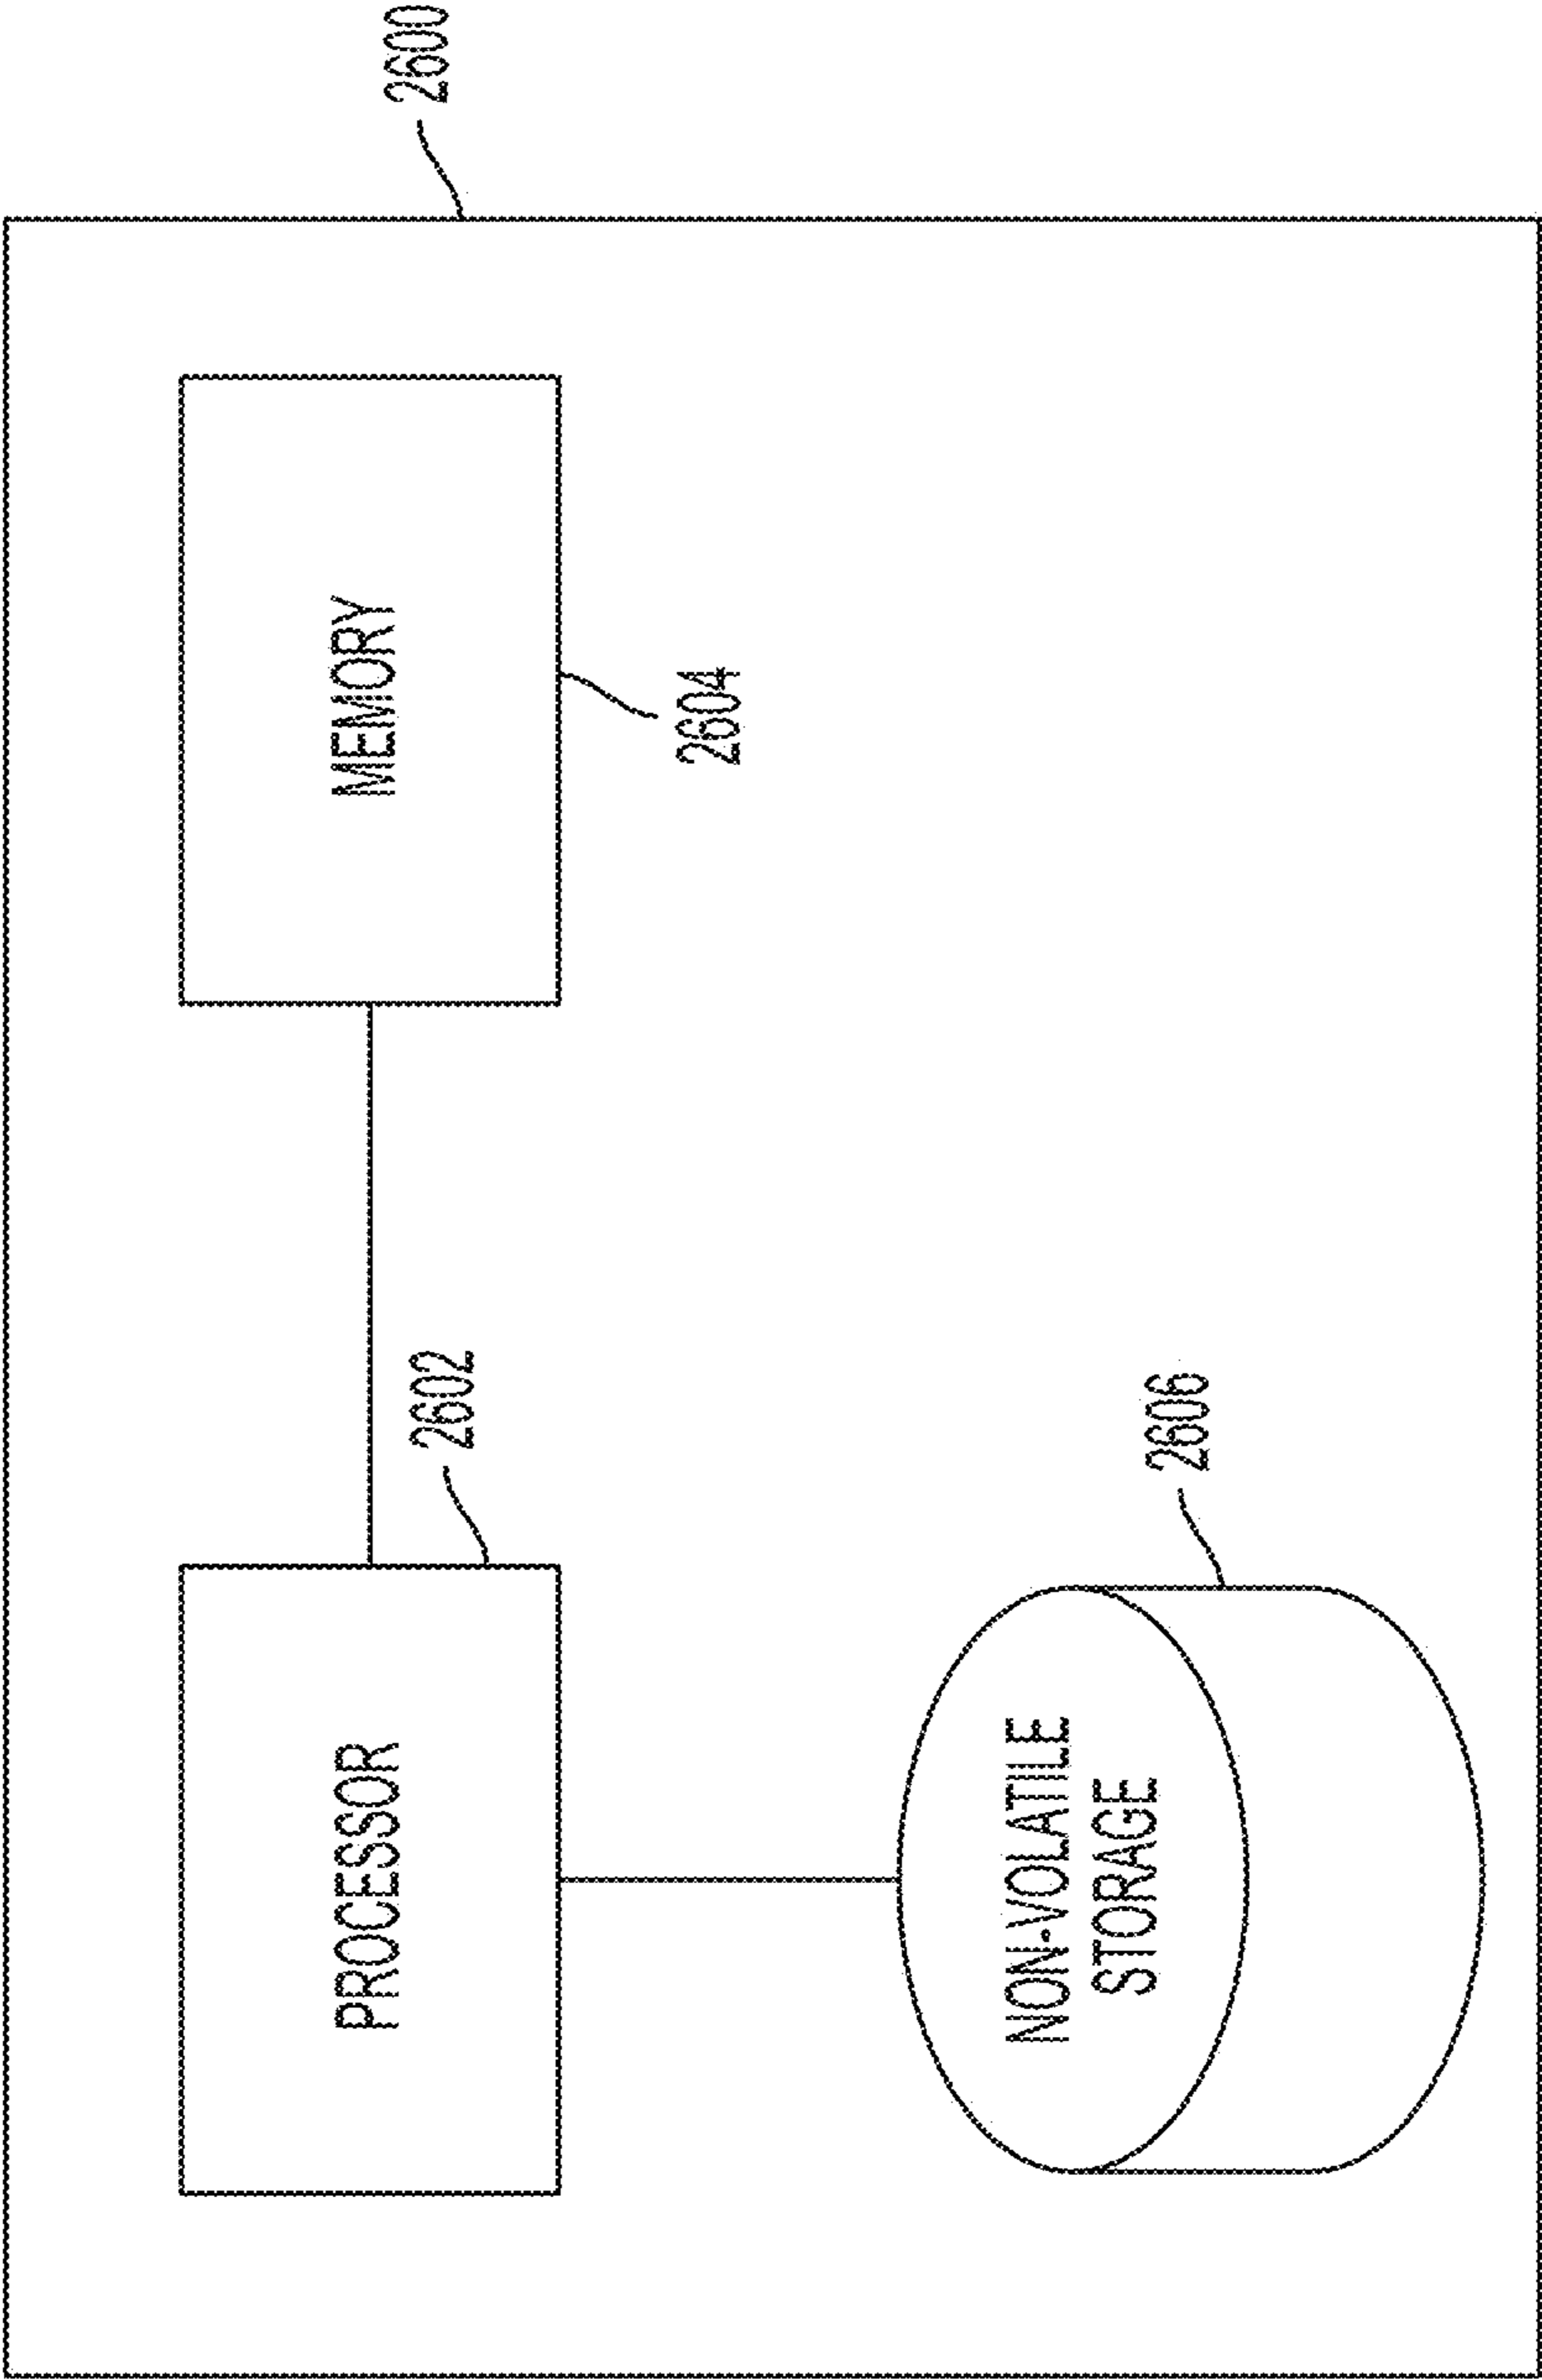 2600
PROCESSOR
2602
MEMORY
2604
NON-VOLATILE
STORAGE
2606